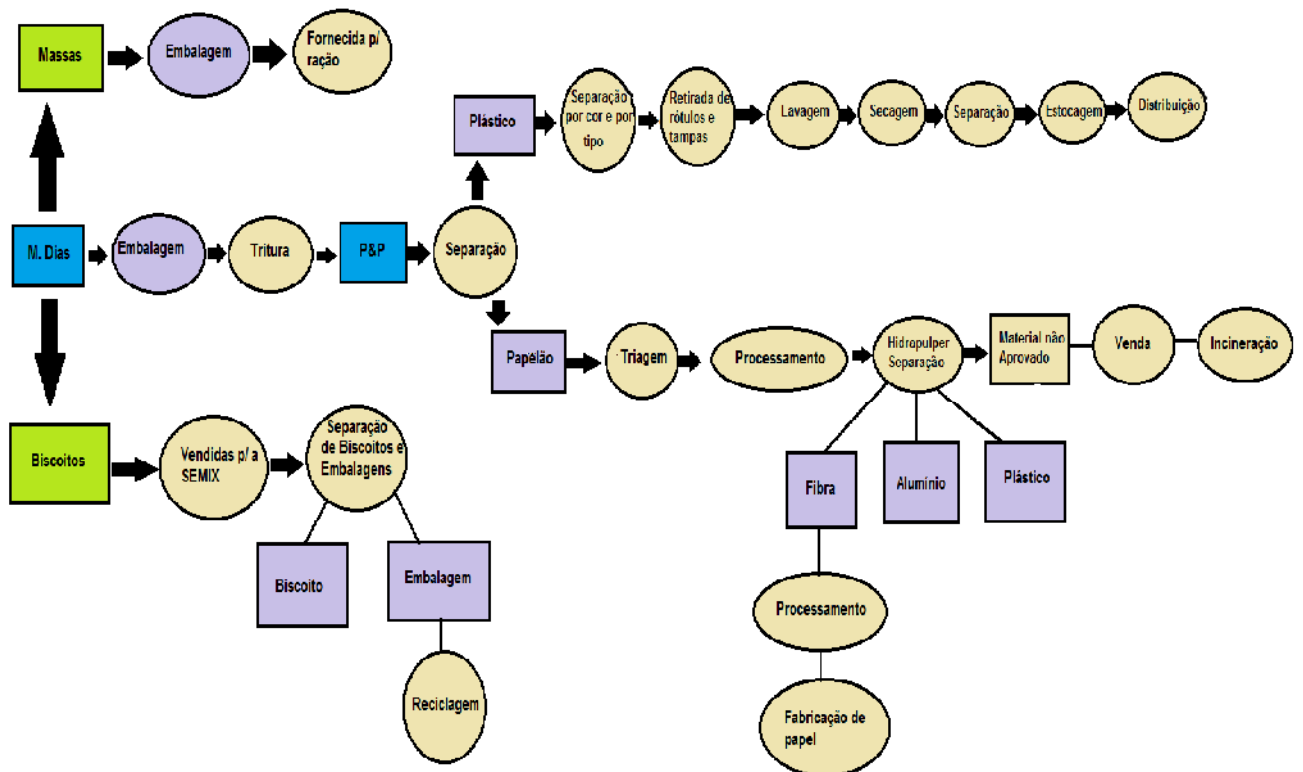 Massas
Embalagem
Fornecida p/
ração
Plástico
Separação
por cor e por
tipo
Retirada de
rótulos e
tampas
Lavagem
Secagem
Separação
Estocagem
Distribuição
M. Dias
Embalagem
Tritura
P&P
Separação
Papelão
Triagem
Processamento
Hidropulper
Separação
Material não
Aprovado
Venda
Incineração
Biscoitos
Vendidas p/ a
SEMIX
Separação
de Biscoitos e
Embalagens
Biscoito
Embalagem
Reciclagem
Fibra
Alumínio
Plástico
Processamento
Fabricação de
papel